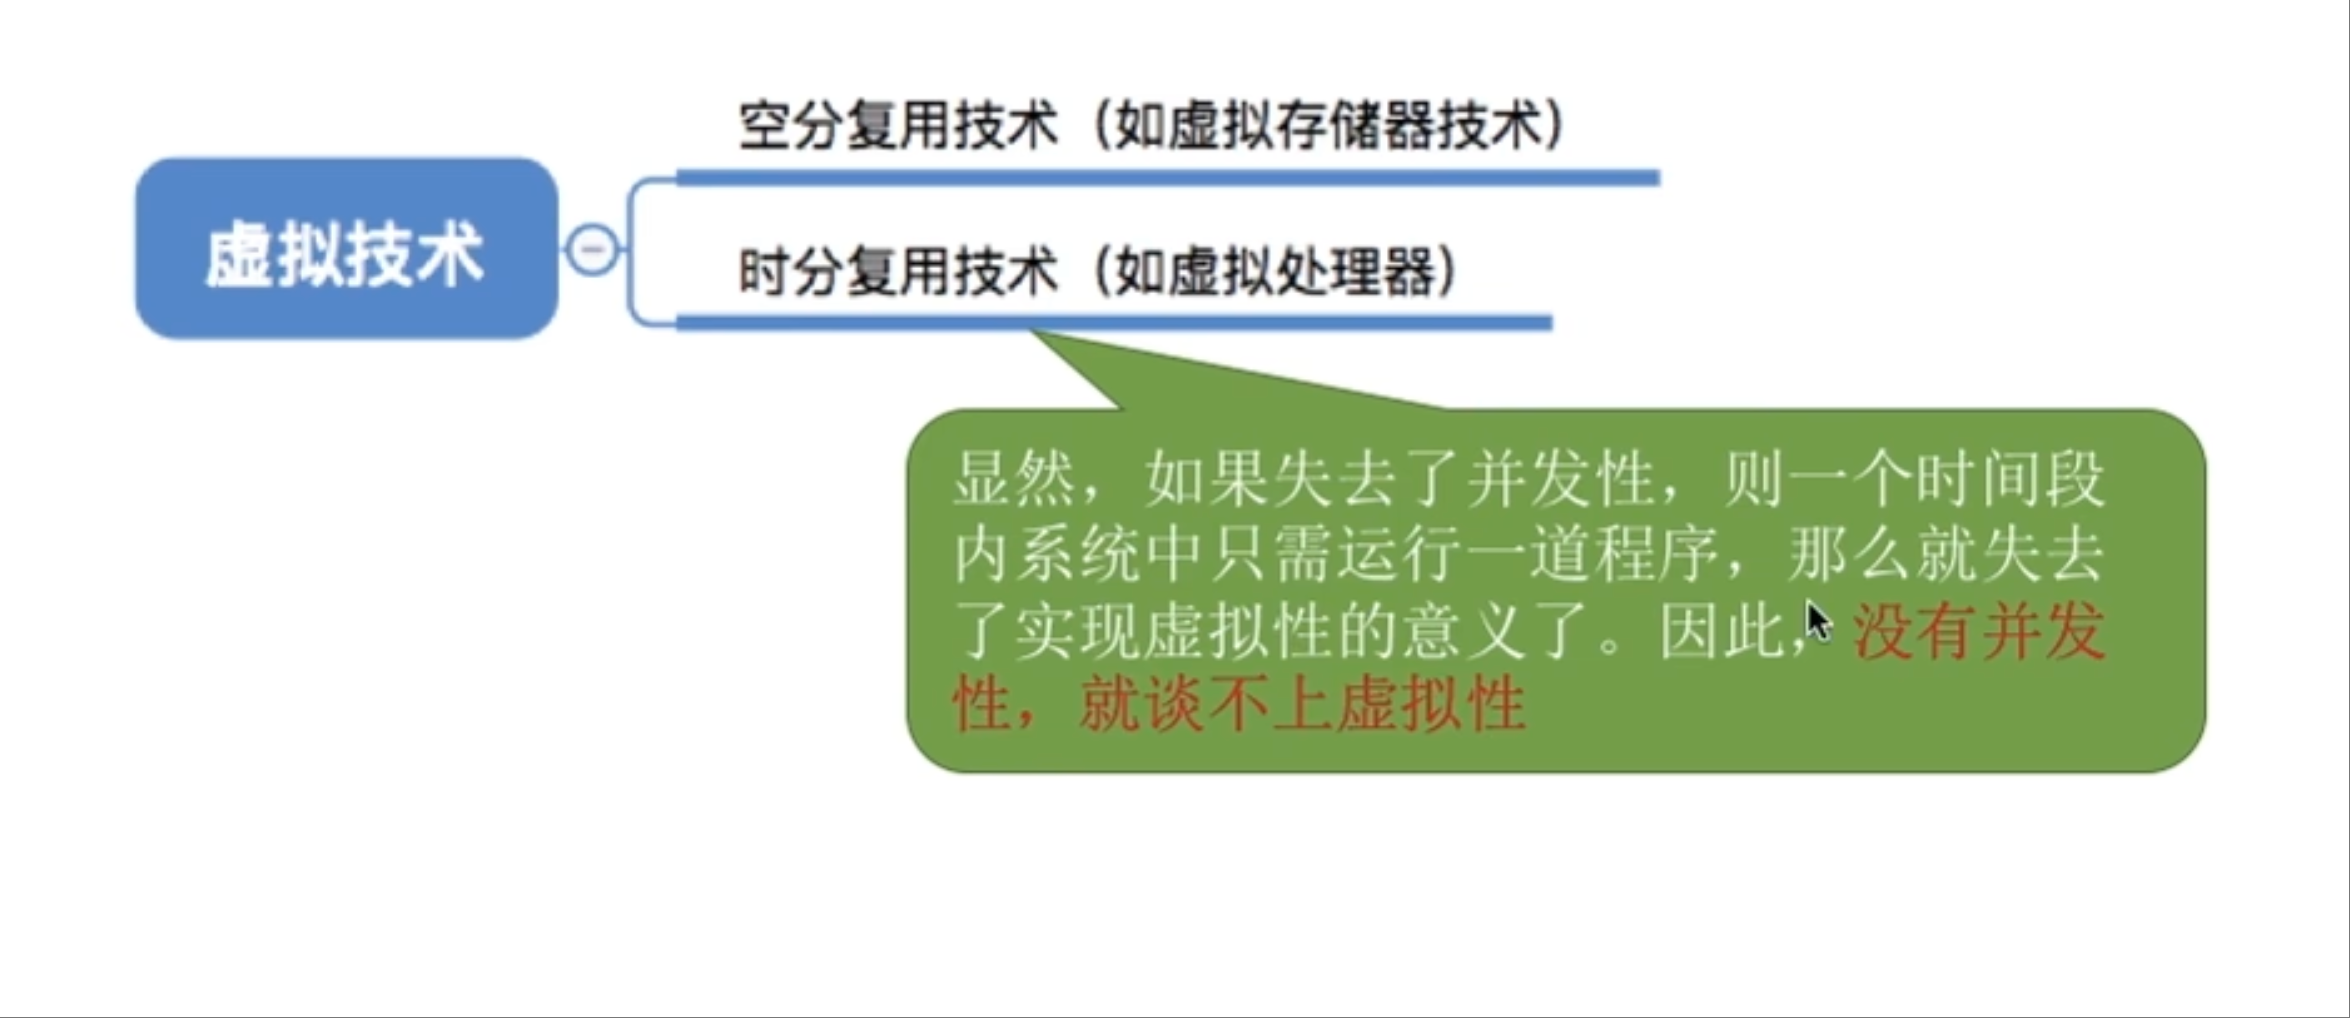 空分复用技术（如虚拟存储器技术）
虚拟技术
时分复用技术（如虚拟处理器）
显然，如果失去了并发性，则一个时间段
内系统中只需运行一道程序，那么就失去
了实现虚拟性的意义了。因此，没有并发
性，就谈不上虚拟性